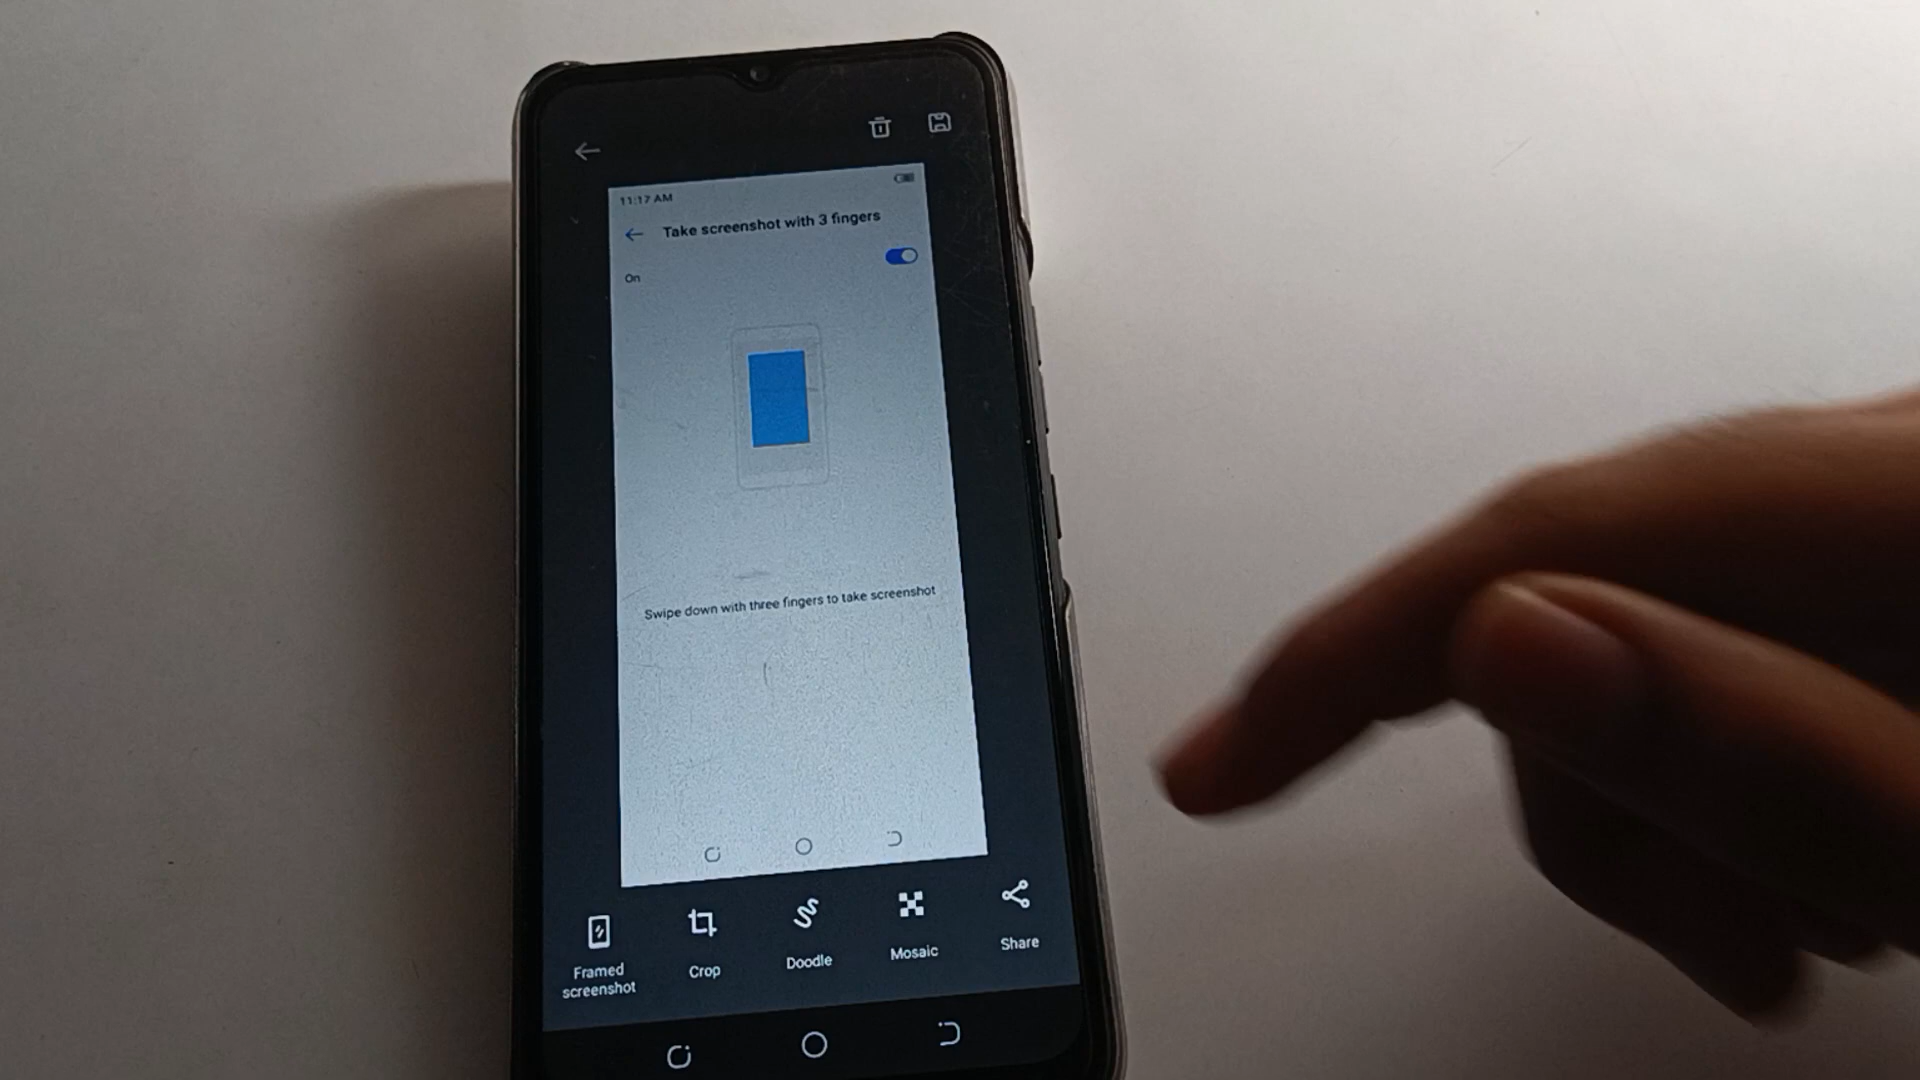 11:17 AM
Take screenshot with 3 fingers
On
Swipe down with three fingers to take screenshot
Framed
screenshot
Crop
Doodle
Mosaic
Share